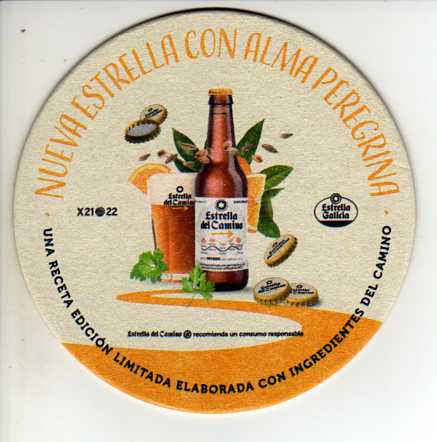 · NUEVA ESTRELLA CON ALMA PEREGRINA ·
Estrella
del Camino
Estrella
del Camino
X21 22
Estrella
Galicia
Estrella del Camino recomienda un consumo responsable
UNA RECETA EDICIÓN LIMITADA ELABORADA CON INGREDIENTES DEL CAMINO